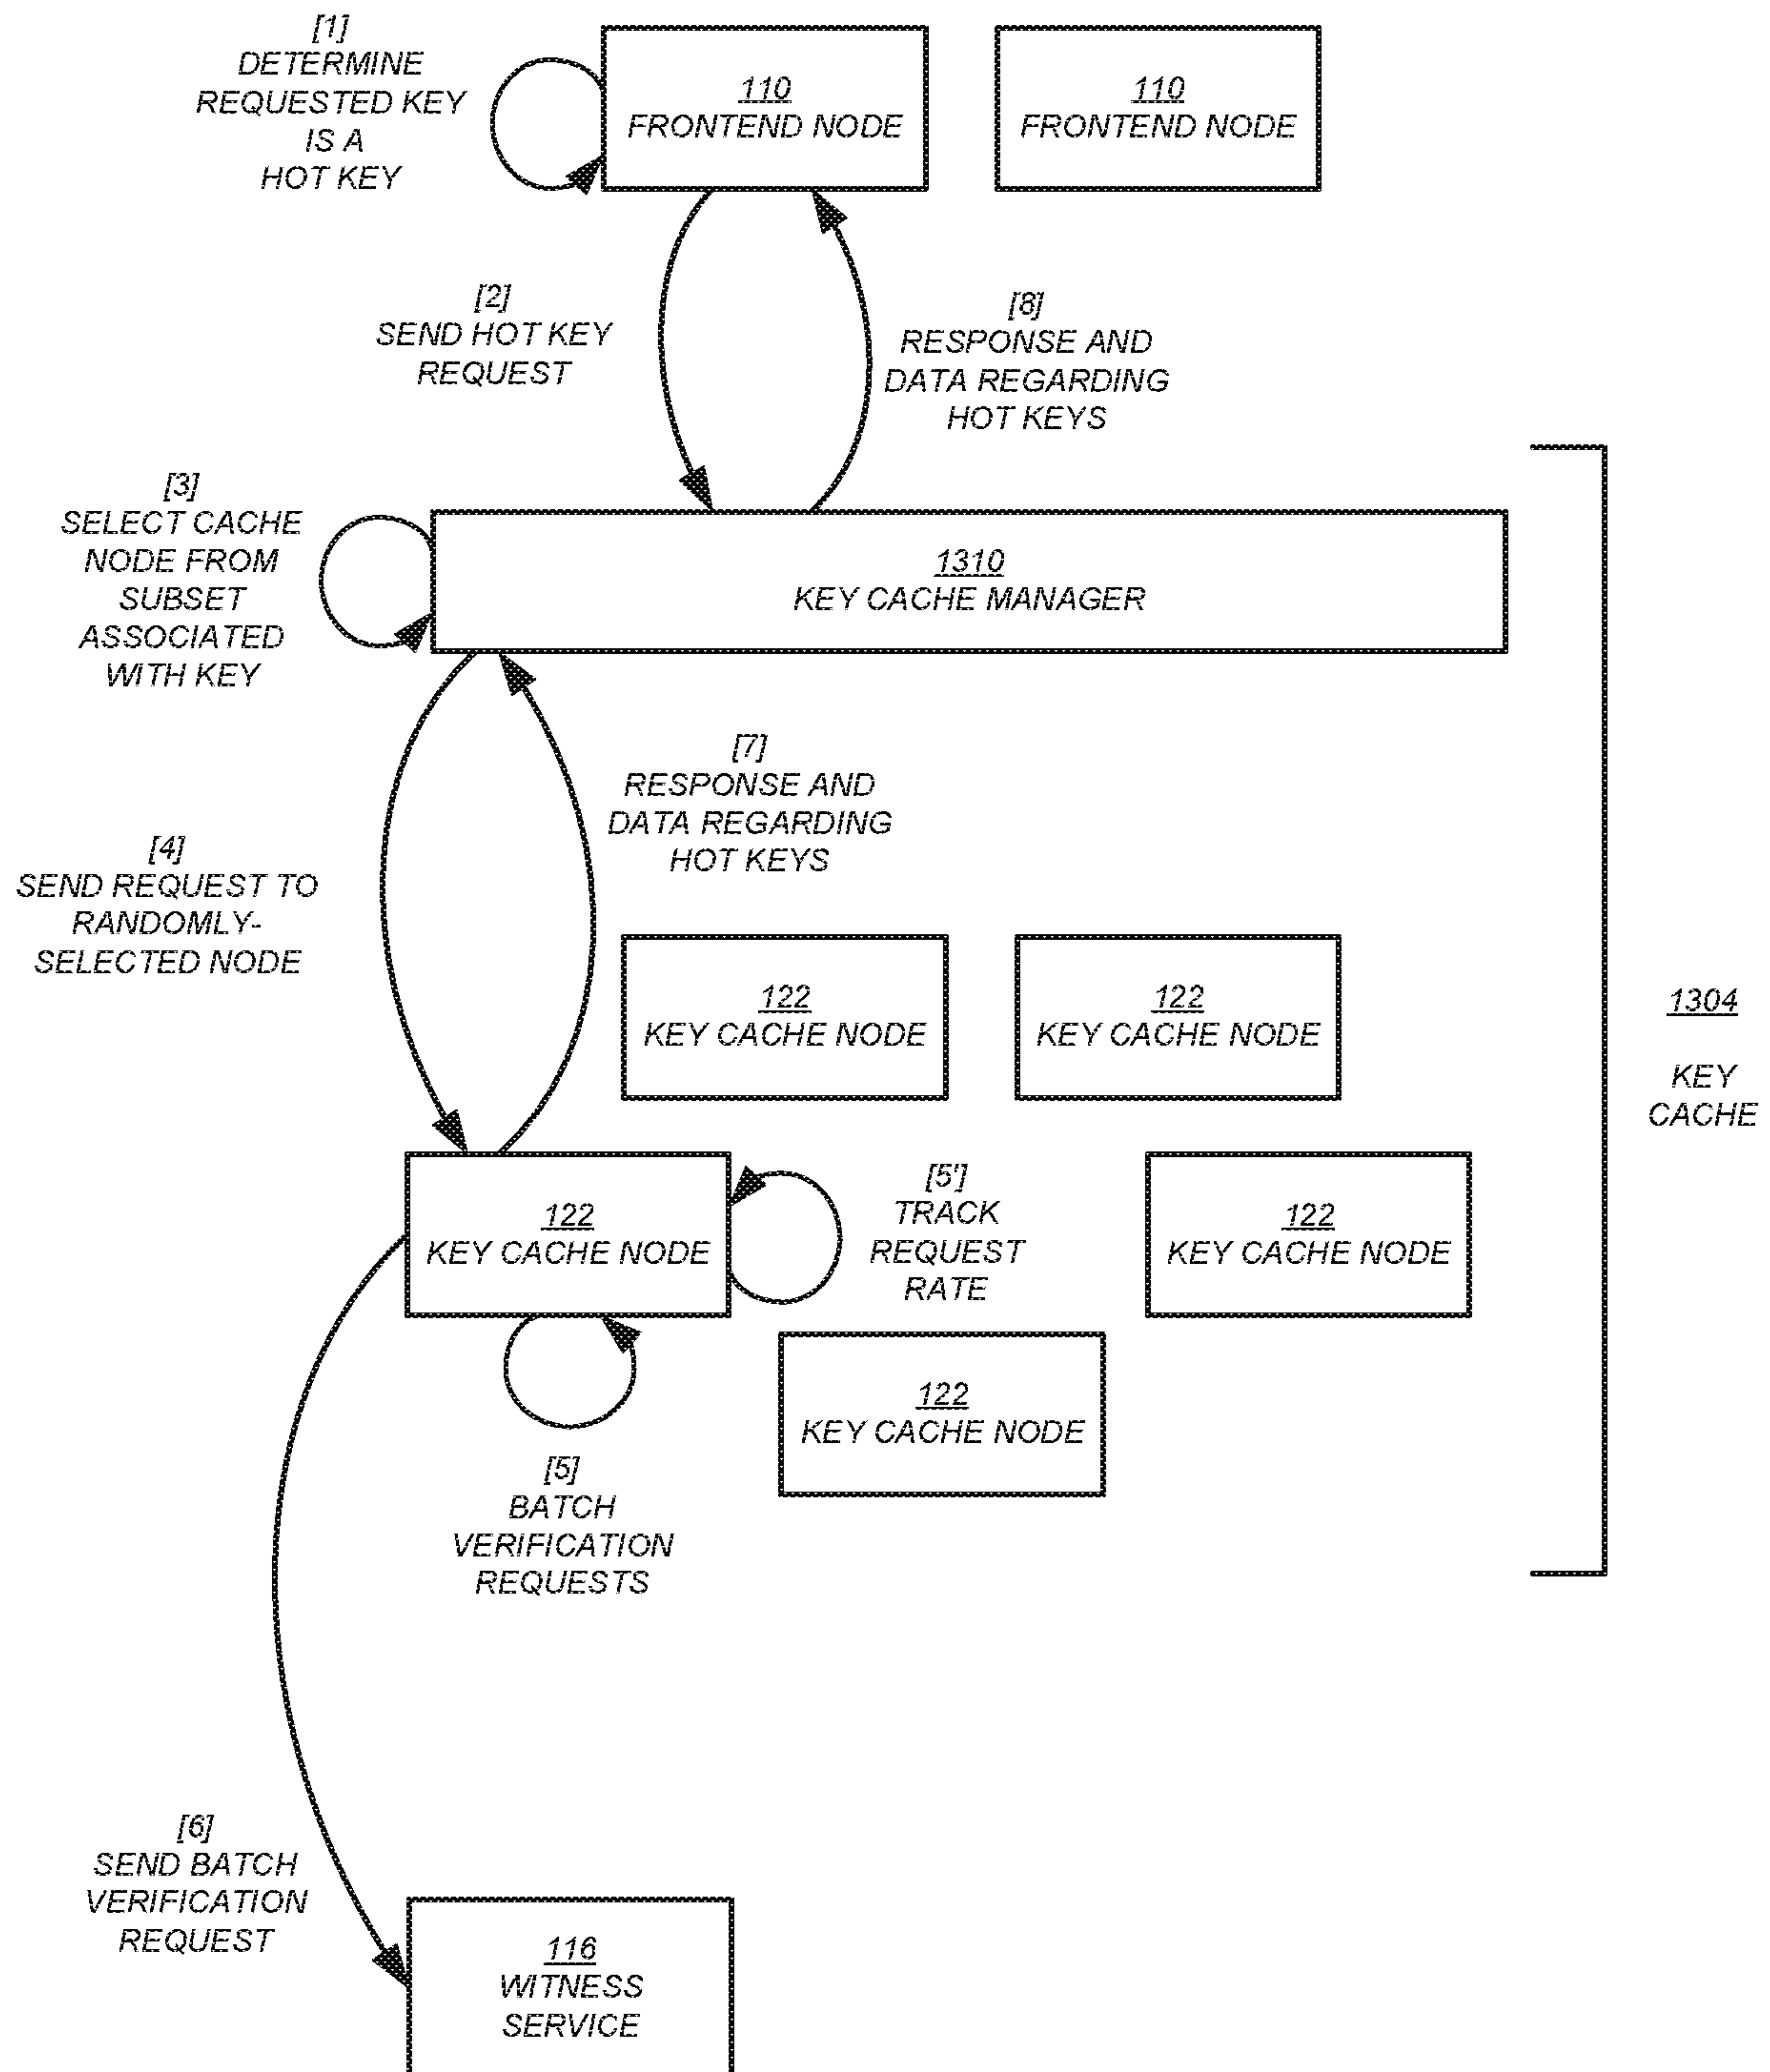 [1]
DETERMINE
REQUESTED KEY
IS A
HOT KEY
110
FRONTEND NODE
110
FRONTEND NODE
[2]
SEND HOT KEY
REQUEST
[8]
RESPONSE AND
DATA REGARDING
HOT KEYS
[3]
SELECT CACHE
NODE FROM
SUBSET
ASSOCIATED
WITH KEY
1310
KEY CACHE MANAGER
[7]
RESPONSE AND
DATA REGARDING
HOT KEYS
[4]
SEND REQUEST TO
RANDOMLY-
SELECTED NODE
122
KEY CACHE NODE
122
KEY CACHE NODE
1304
KEY
CACHE
122
KEY CACHE NODE
[5']
TRACK
REQUEST
RATE
122
KEY CACHE NODE
122
KEY CACHE NODE
[5]
BATCH
VERIFICATION
REQUESTS
[6]
SEND BATCH
VERIFICATION
REQUEST
116
WITNESS
SERVICE